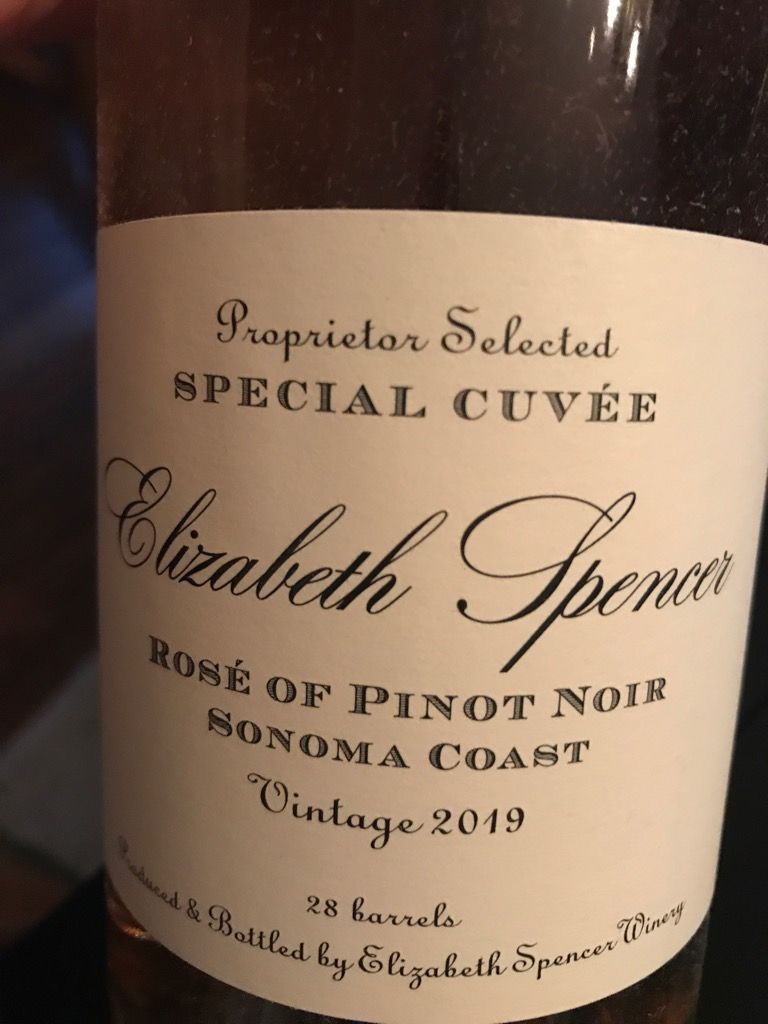 Proprietor Selected
SPECIAL CUVÉE
Elizabeth Spencer
ROSÉ OF PINOT NOIR
SONOMA COAST
Vintage 2019
28 barrels
Produced & Bottled by Elizabeth Spencer Winery